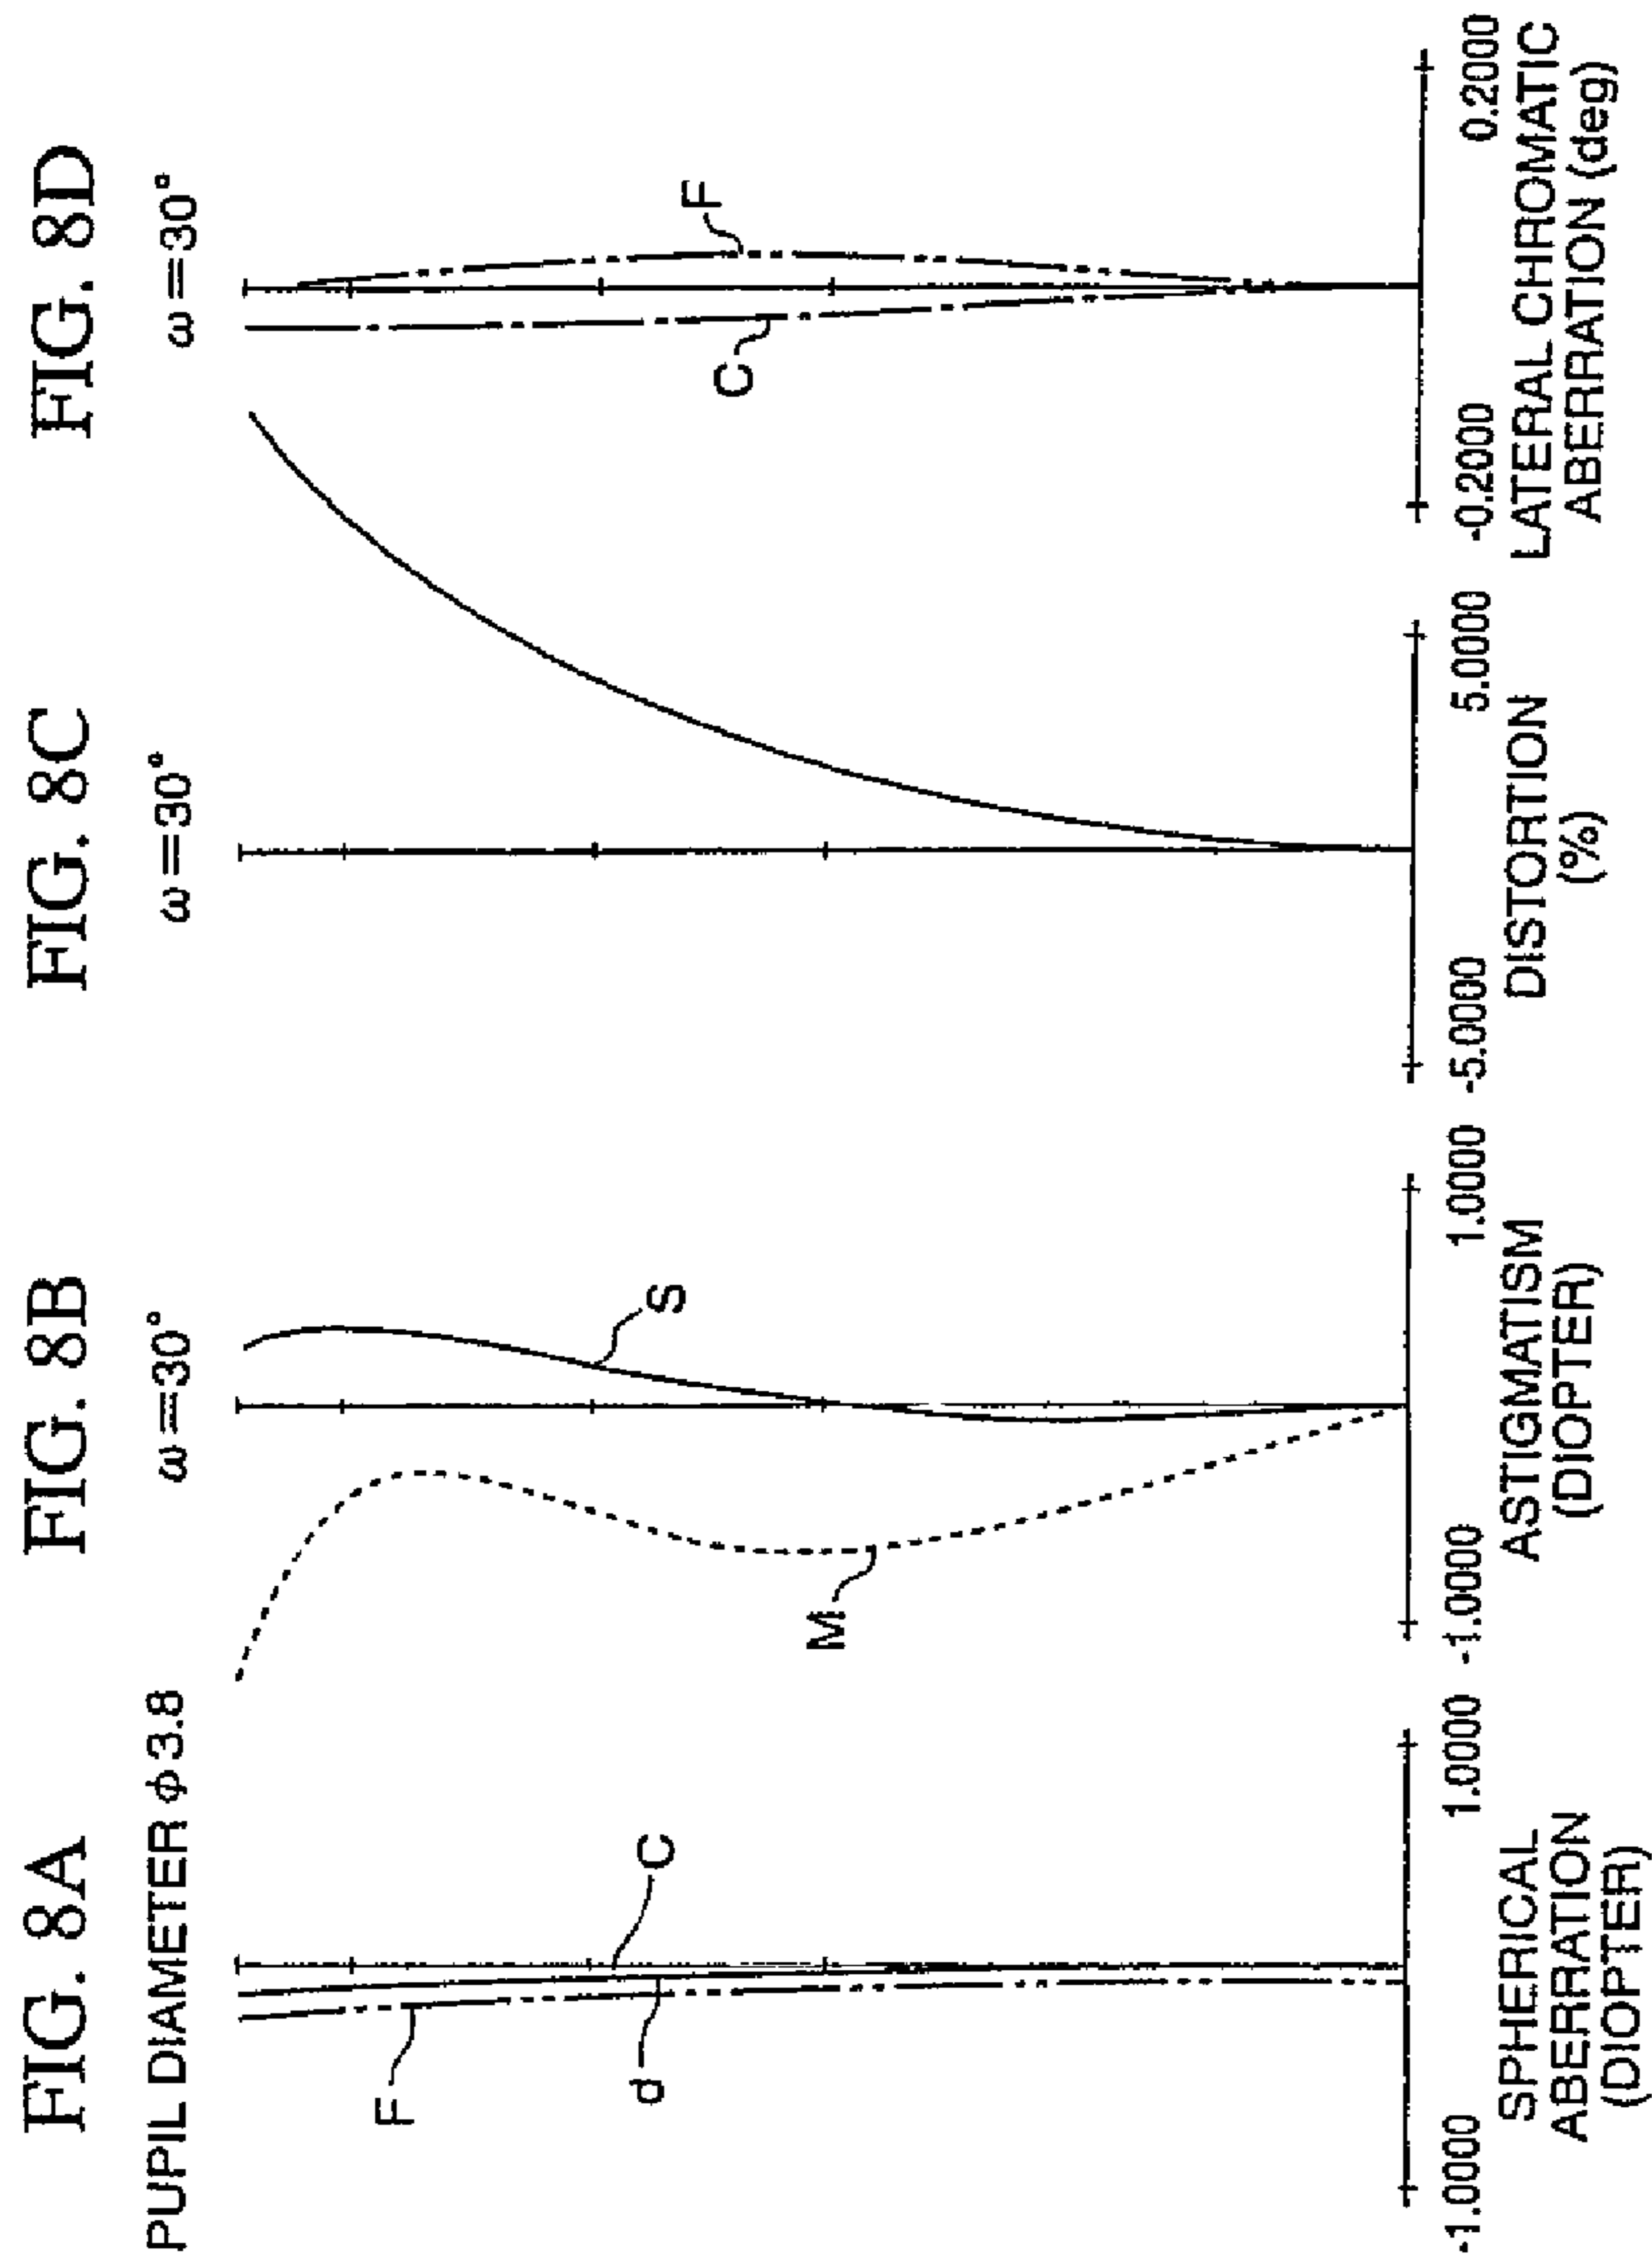 FIG. 8A
PUPIL DIAMETER ϕ3.8
F
d
C
-1.0000
1.0000
SPHERICAL
ABERRATION
(DIOPTER)
FIG. 8B
ω=30°
M
S
-1.0000
1.0000
ASTIGMATISM
(DIOPTER)
FIG. 8C
ω=30°
-5.0000
5.0000
DISTORTION
(%)
FIG. 8D
ω=30°
C
F
-0.2000
0.2000
LATERAL CHROMATIC
ABERRATION (deg)